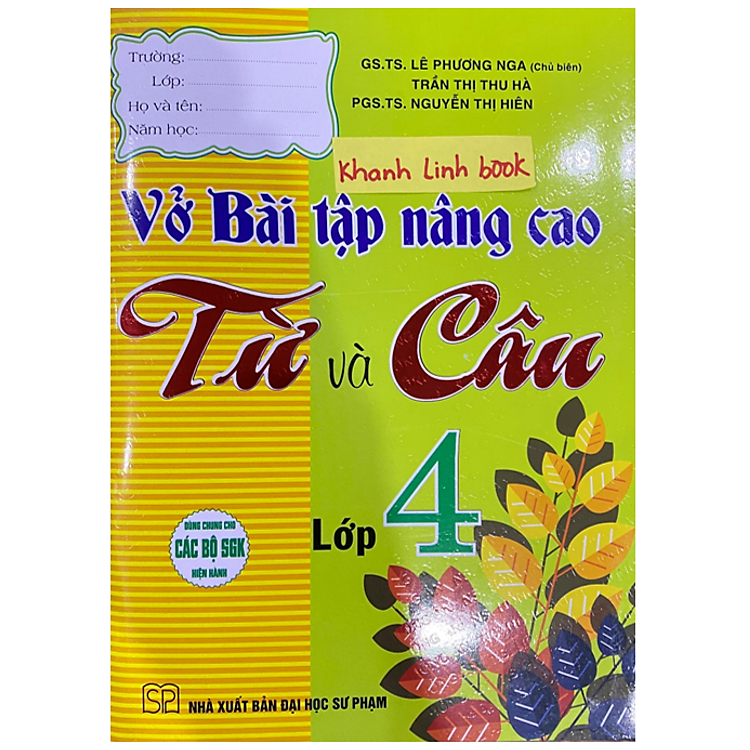 Trường:
Lớp:
Họ và tên:
Năm học:
GS.TS. LÊ PHƯƠNG NGA (Chủ biên)
TRẦN THỊ THU HÀ
PGS.TS. NGUYỄN THỊ HIÊN
Khanh Linh book
Vở Bài tập nâng cao
Từ và Câu
Lớp 4
DÙNG CHUNG CHO
CÁC BỘ SGK
HIỆN HÀNH
SP
NHÀ XUẤT BẢN ĐẠI HỌC SƯ PHẠM